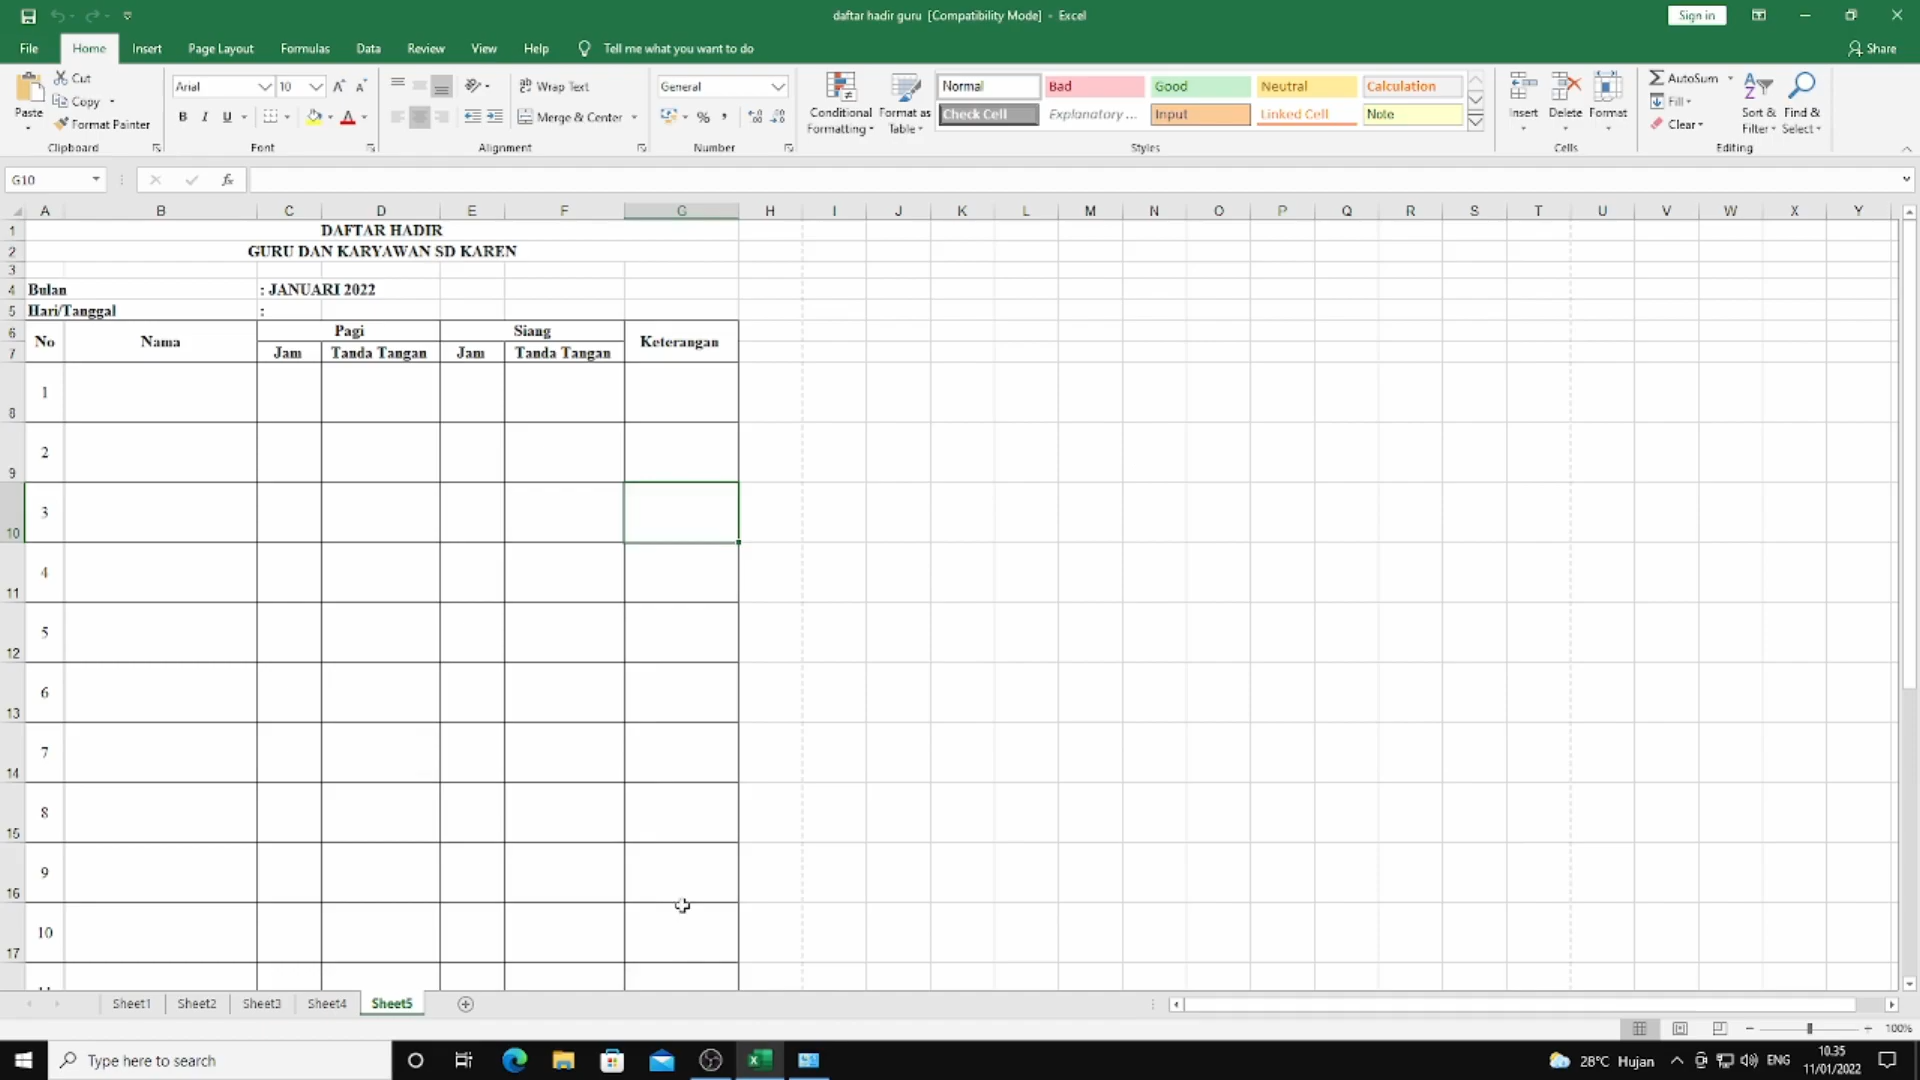 daftar hadir guru [Compatibility Mode] - Excel
Sign in
File Home Insert Page Layout Formulas Data Review View Help Tell me what you want to do Share
Paste
Cut
Copy
Format Painter
Clipboard
Arial 10
B I U
Font
Wrap Text
Merge & Center
Alignment
General
%
Number
Conditional Formatting
Format as Table
Normal Bad Good Neutral Calculation
Check Cell Explanatory ... Input Linked Cell Note
Styles
Insert Delete Format
Cells
AutoSum
Fill
Clear
Sort & Filter
Find & Select
Editing
G10
fx
A B C D E F G H I J K L M N O P Q R S T U V W X Y
1 DAFTAR HADIR
2 GURU DAN KARYAWAN SD KAREN
3
4 Bulan : JANUARI 2022
5 Hari/Tanggal :
6 No Nama Pagi Siang Keterangan
7 Jam Tanda Tangan Jam Tanda Tangan
1
8
2
9
3
10
4
11
5
12
6
13
7
14
8
15
9
16
10
17
Sheet1 Sheet2 Sheet3 Sheet4 Sheet5
100%
Type here to search
28°C Hujan
ENG
10.35
11/01/2022